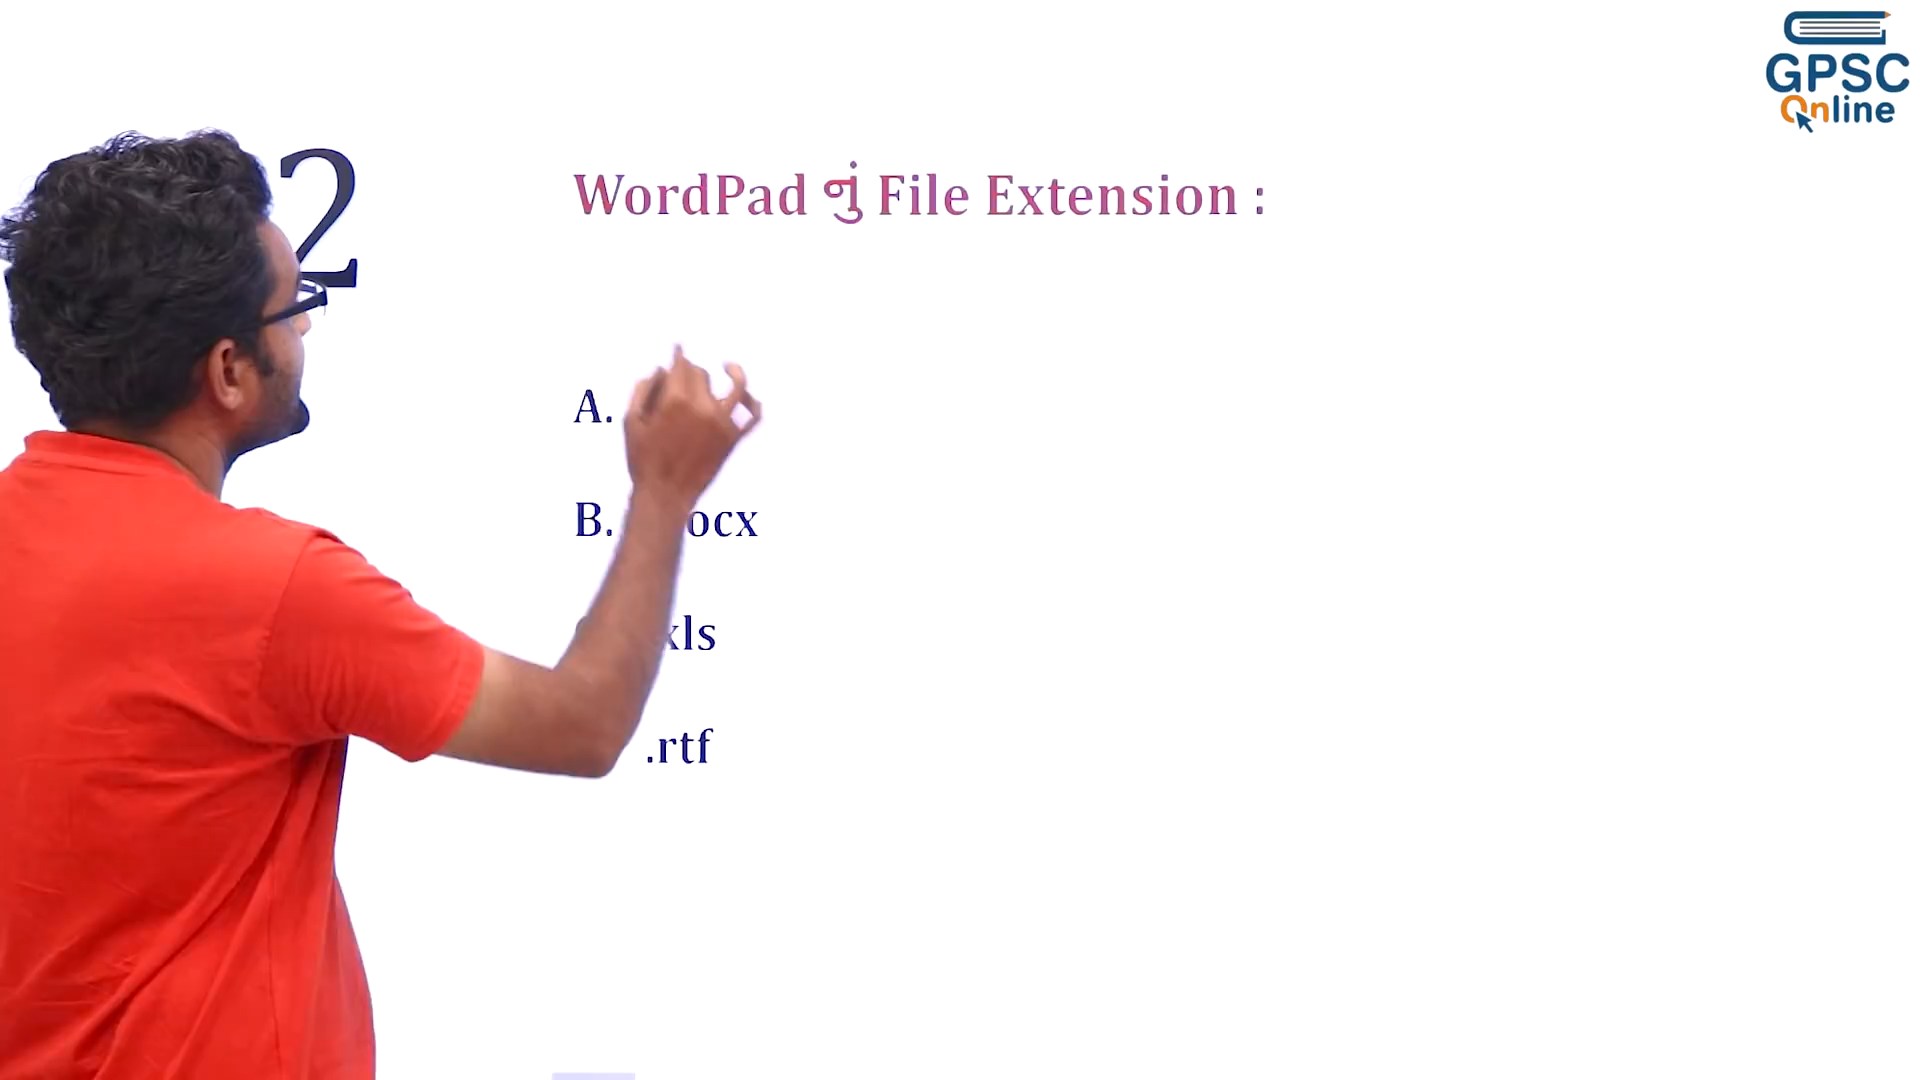 GPSC
Online
2
WordPad નું File Extension :
A.
B. ocx
xls
.rtf